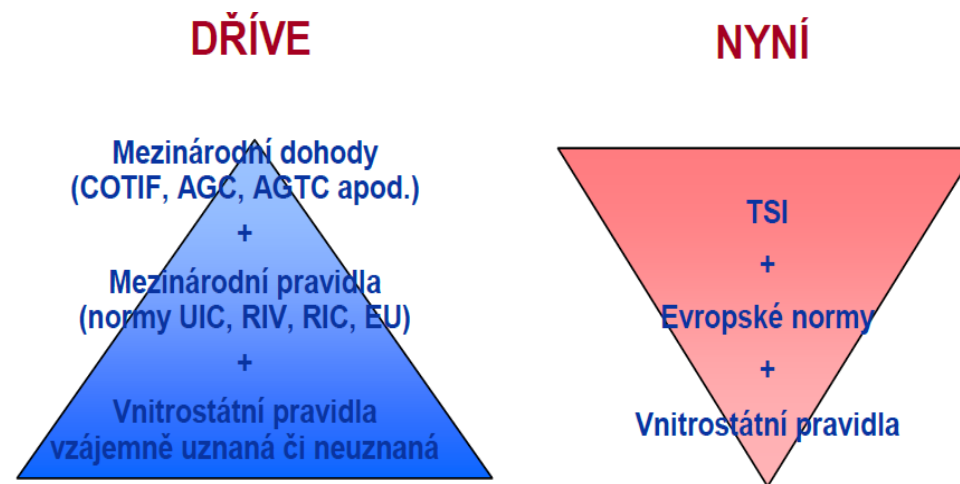 DŘÍVE
Mezinárodní dohody
(COTIF, AGC, AGTC apod.)
+
Mezinárodní pravidla
(normy UIC, RIV, RIC, EU)
+
Vnitrostátní pravidla
vzájemně uznaná či neuznaná
NYNÍ
TSI
+
Evropské normy
+
Vnitrostátní pravidla